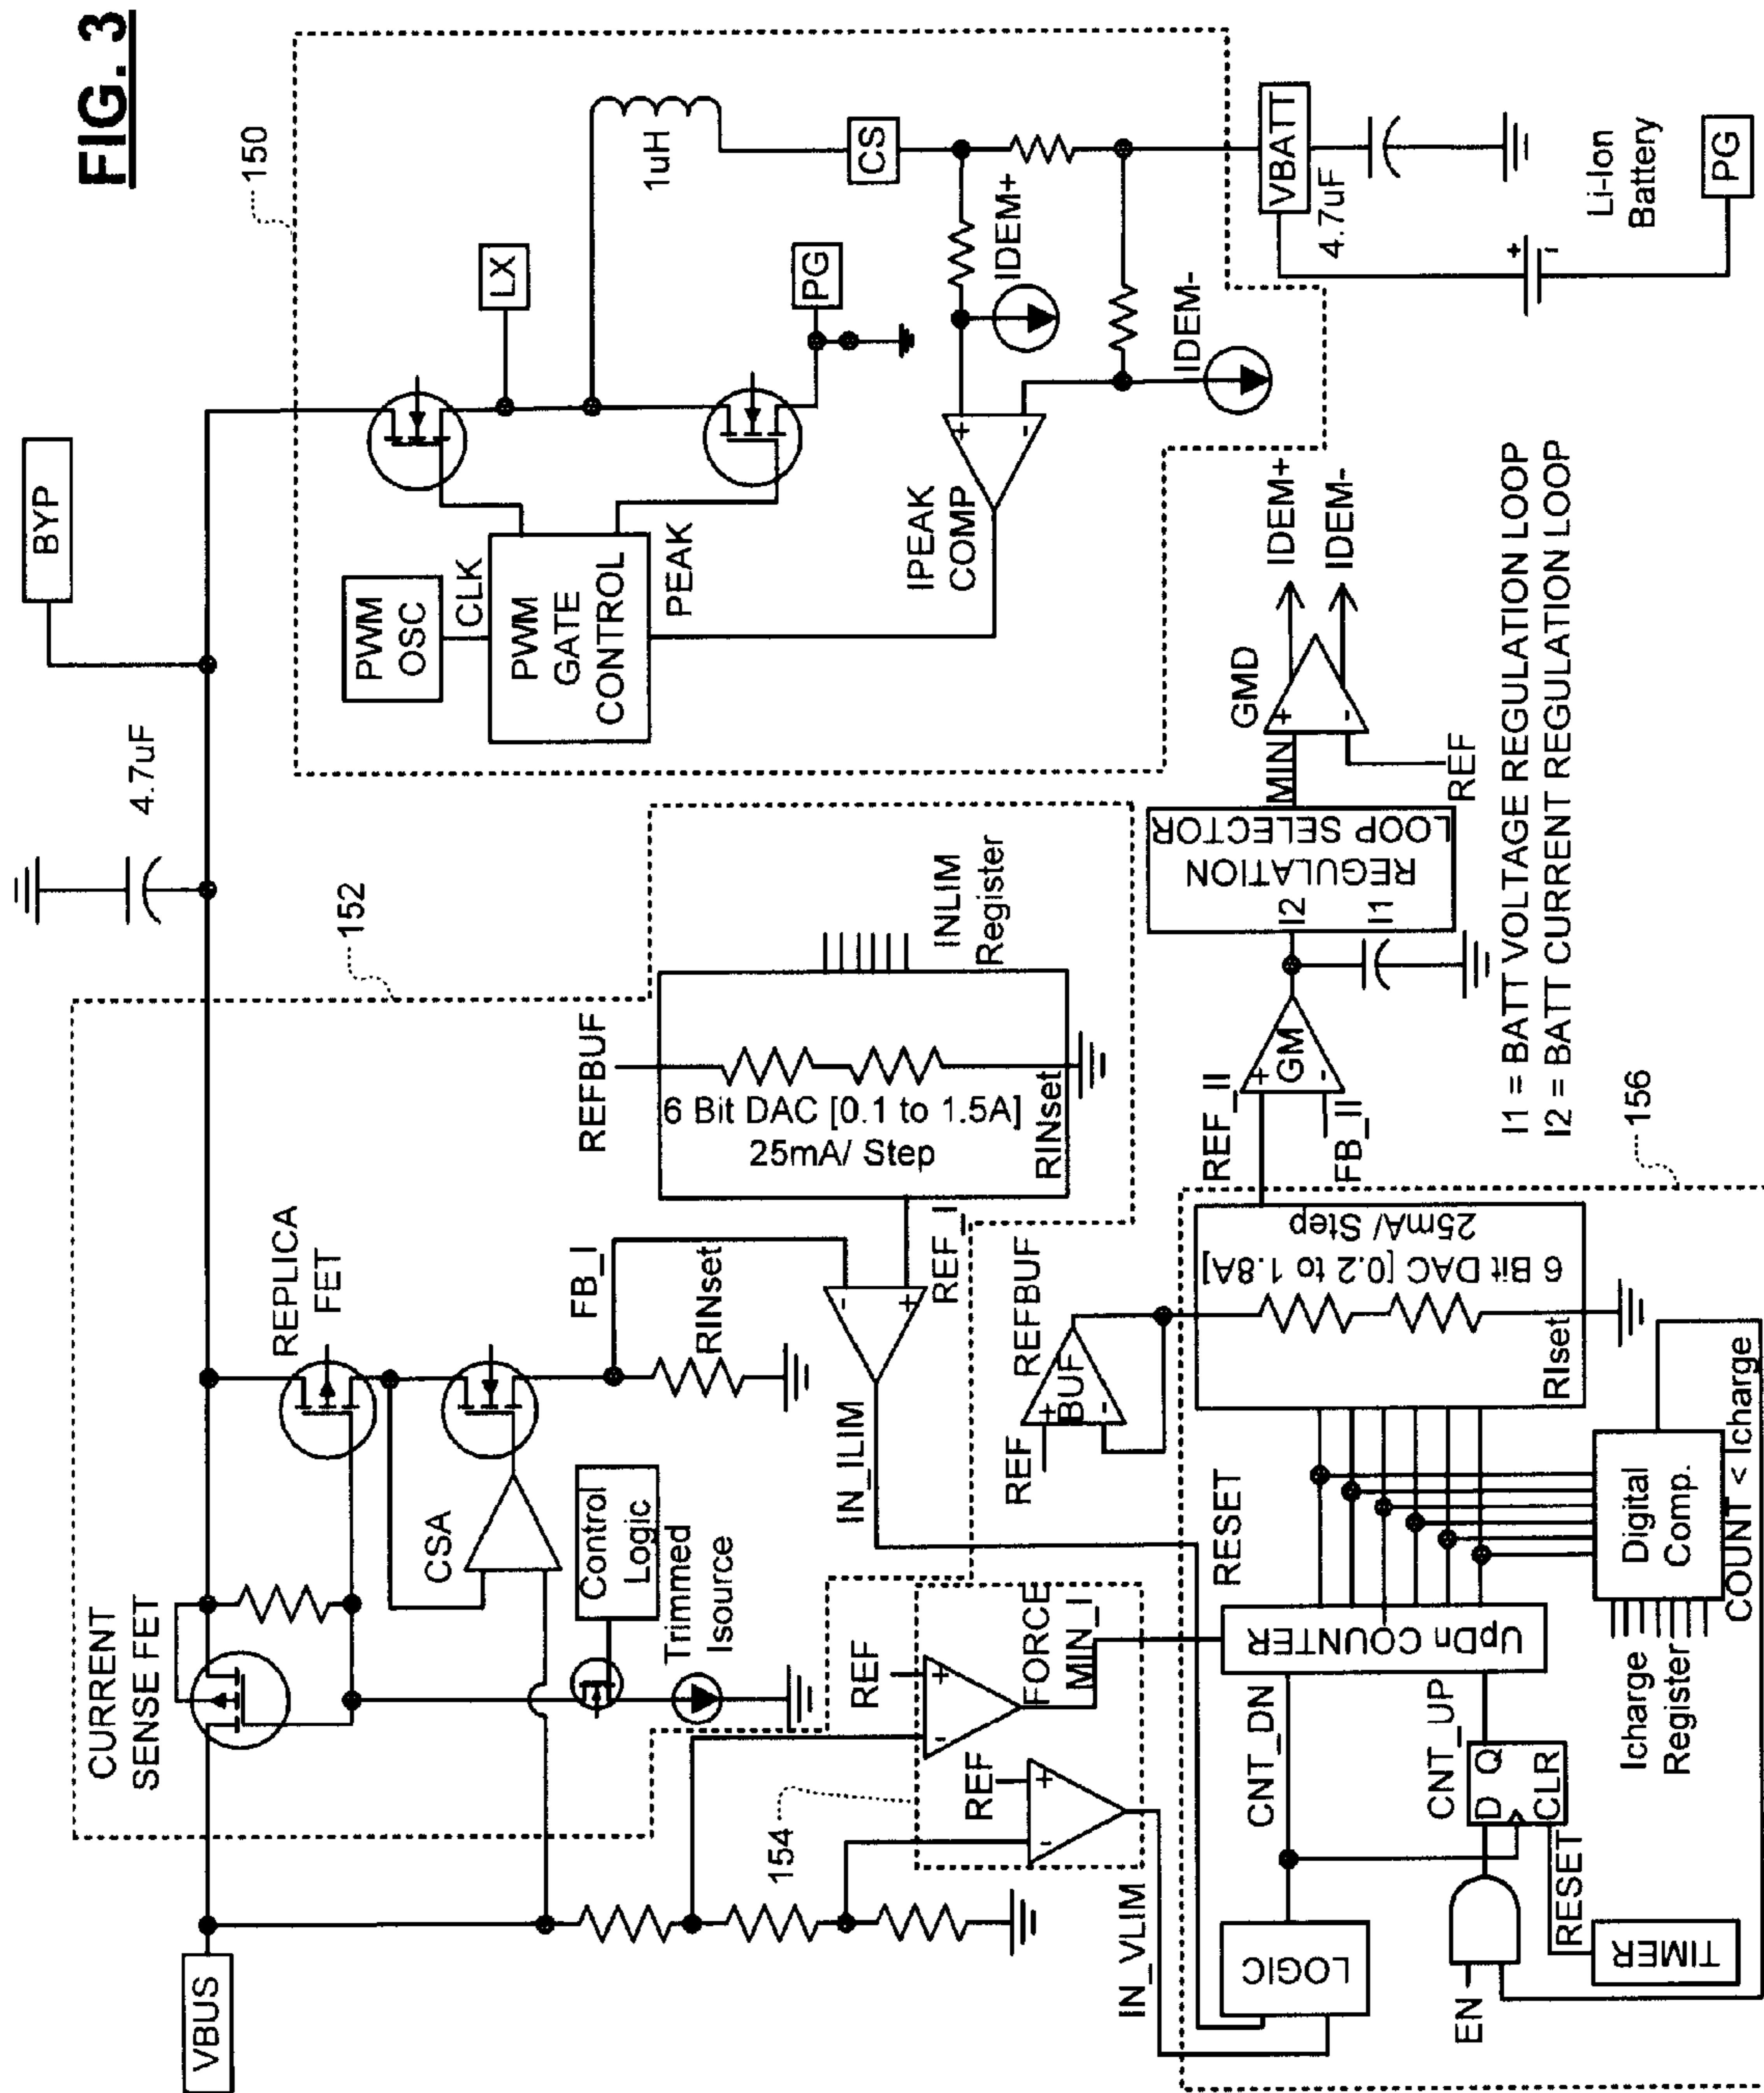 FIG. 3
BYP
4.7uF
150
152
PWM
OSC
CLK
PWM
GATE
CONTROL
PEAK
LX
PG
1uH
CS
IDEM+
IDEM-
IPEAK
COMP
VBATT
4.7uF
Li-Ion
Battery
+
-
PG
VBUS
CURRENT
SENSE FET
REPLICA
FET
CSA
Control
Logic
Trimmed
Isource
FB_I
RINset
REFBUF
6 Bit DAC [0.1 to 1.5A]
25mA/ Step
RINset
INLIM
Register
REF_I
IN_ILIM
154
REF
REF
FORCE
MIN_I
IN_VLIM
REF
BUF
REFBUF
RESET
6 Bit DAC [0.2 to 1.8A]
25mA/ Step
RIset
REF_II
FB_II
GM
REGULATION
LOOP SELECTOR
I2
I1
MIN
GMD
REF
IDEM+
IDEM-
I1 = BATT VOLTAGE REGULATION LOOP
I2 = BATT CURRENT REGULATION LOOP
156
LOGIC
CNT_DN
UpDn COUNTER
CNT_UP
D Q
CLR
RESET
EN
TIMER
Icharge
Register
Digital
Comp.
COUNT < Icharge